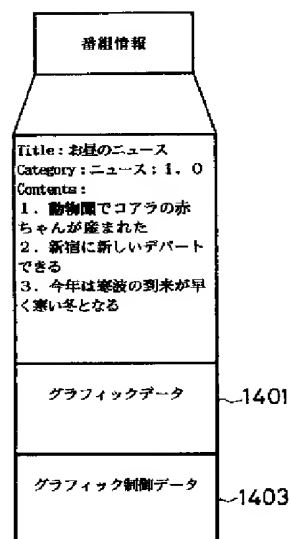 番組情報
Title：お昼のニュース
Category：ニュース：1．0
Contents：
1．動物園でコアラの赤
ちゃんが産まれた
2．新宿に新しいデパート
できる
3．今年は寒波の到来が早
く寒い冬となる
グラフィックデータ
1401
グラフィック制御データ
1403